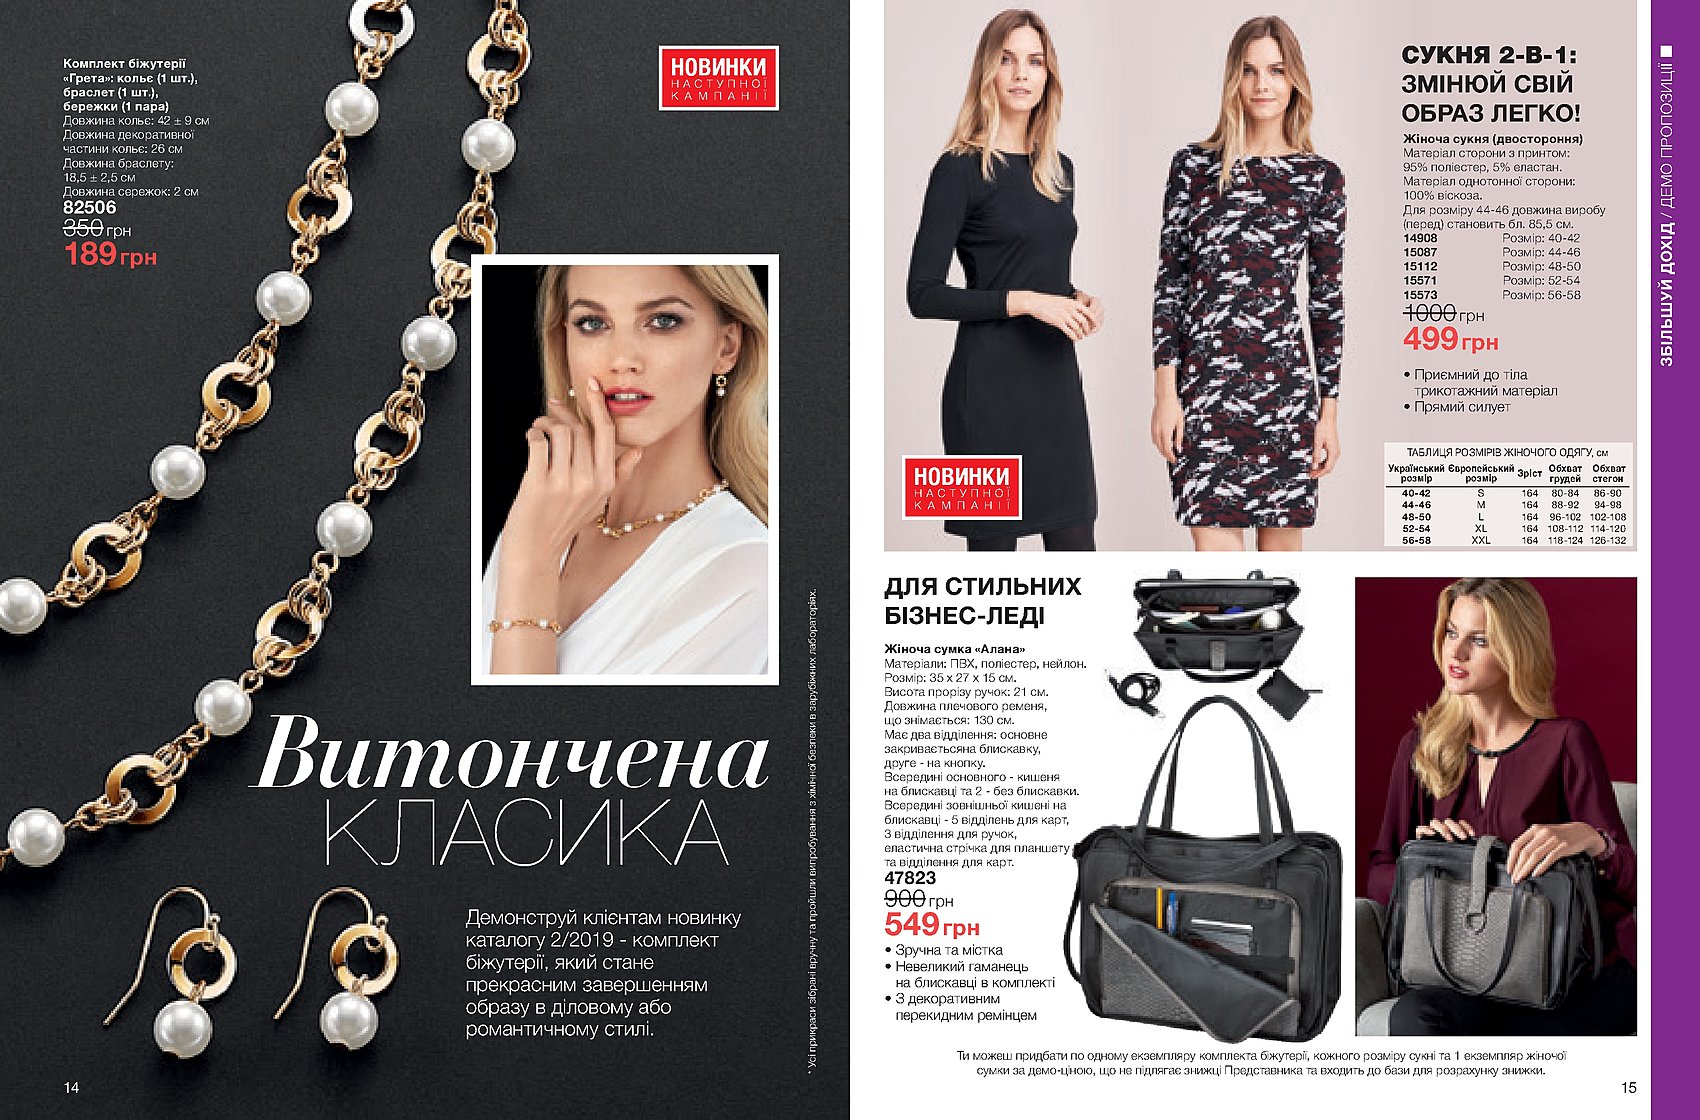 Комплект біжутерії
«Грета»: кольє (1 шт.),
браслет (1 шт.),
бережки (1 пара)
Довжина кольє: 42 ± 9 см
Довжина декоративної
частини кольє: 26 см
Довжина браслету:
18,5 ± 2,5 см
Довжина сережок: 2 см
82506
350 грн
189 грн
НОВИНКИ
НАСТУПНОЇ
КАМПАНІЇ
Витончена
КЛАСИКА
Демонструй клієнтам новинку
каталогу 2/2019 - комплект
біжутерії, який стане
прекрасним завершенням
образу в діловому або
романтичному стилі.
* Усі прикраси зібрані вручну та пройшли випробування з хімічної безпеки в зарубіжних лабораторіях.
14
СУКНЯ 2-В-1:
ЗМІНЮЙ СВІЙ
ОБРАЗ ЛЕГКО!
Жіноча сукня (двостороння)
Матеріал сторони з принтом:
95% поліестер, 5% еластан.
Матеріал однотонної сторони:
100% віскоза.
Для розміру 44-46 довжина виробу
(перед) становить бл. 85,5 см.
14908 Розмір: 40-42
15087 Розмір: 44-46
15112 Розмір: 48-50
15571 Розмір: 52-54
15573 Розмір: 56-58
1000 грн
499 грн
• Приємний до тіла
трикотажний матеріал
• Прямий силует
НОВИНКИ
НАСТУПНОЇ
КАМПАНІЇ
ТАБЛИЦЯ РОЗМІРІВ ЖІНОЧОГО ОДЯГУ, см
Український розмір Європейський розмір Зріст Обхват грудей Обхват стегон
40-42 S 164 80-84 86-90
44-46 M 164 88-92 94-98
48-50 L 164 96-102 102-108
52-54 XL 164 108-112 114-120
56-58 XXL 164 118-124 126-132
ЗБІЛЬШУЙ ДОХІД / ДЕМО ПРОПОЗИЦІЇ
ДЛЯ СТИЛЬНИХ
БІЗНЕС-ЛЕДІ
Жіноча сумка «Алана»
Матеріали: ПВХ, поліестер, нейлон.
Розмір: 35 х 27 х 15 см.
Висота прорізу ручок: 21 см.
Довжина плечового ременя,
що знімається: 130 см.
Має два відділення: основне
закриваєтьсяна блискавку,
друге - на кнопку.
Всередині основного - кишеня
на блискавці та 2 - без блискавки.
Всередині зовнішньої кишені на
блискавці - 5 відділень для карт,
3 відділення для ручок,
еластична стрічка для планшету
та відділення для карт.
47823
900 грн
549 грн
• Зручна та містка
• Невеликий гаманець
на блискавці в комплекті
• З декоративним
перекидним ремінцем
Ти можеш придбати по одному екземпляру комплекта біжутерії, кожного розміру сукні та 1 екземпляр жіночої
сумки за демо-ціною, що не підлягає знижці Представника та входить до бази для розрахунку знижки.
15